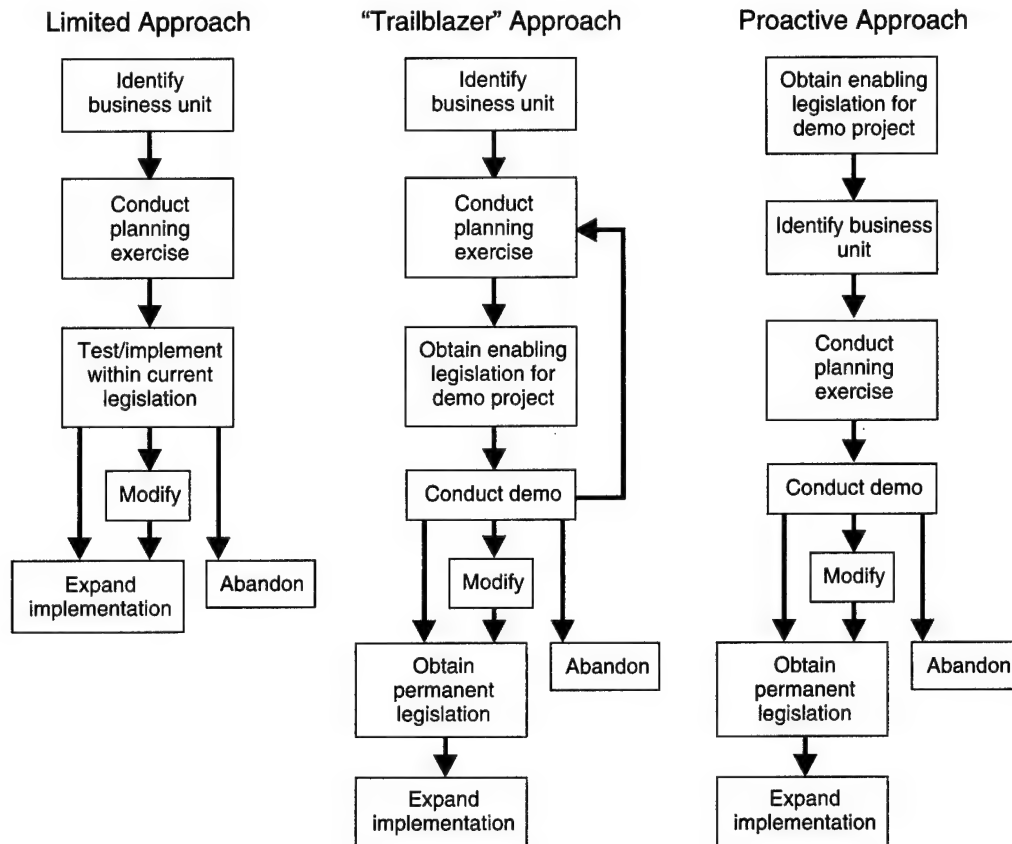 Limited Approach
Identify
business unit
Conduct
planning
exercise
Test/implement
within current
legislation
Modify
Expand
implementation
Abandon
“Trailblazer” Approach
Identify
business unit
Conduct
planning
exercise
Obtain enabling
legislation for
demo project
Conduct demo
Modify
Obtain
permanent
legislation
Abandon
Expand
implementation
Proactive Approach
Obtain enabling
legislation for
demo project
Identify business
unit
Conduct
planning
exercise
Conduct demo
Modify
Obtain
permanent
legislation
Abandon
Expand
implementation